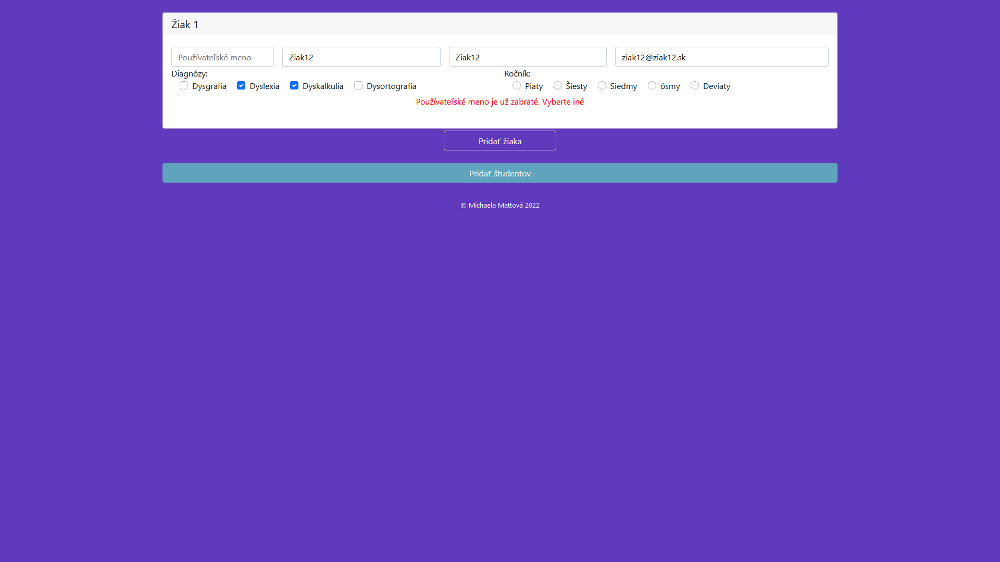 Žiak 1
Používateľské meno Ziak12 Ziak12 ziak12@ziak12.sk
Diagnózy: Ročník:
Dysgrafia Dyslexia Dyskalkulia Dysortografia Piaty Šiesty Siedmy ôsmy Deviaty
Používateľské meno je už zabraté. Vyberte iné
Pridať žiaka
Pridať študentov
© Michaela Mattová 2022